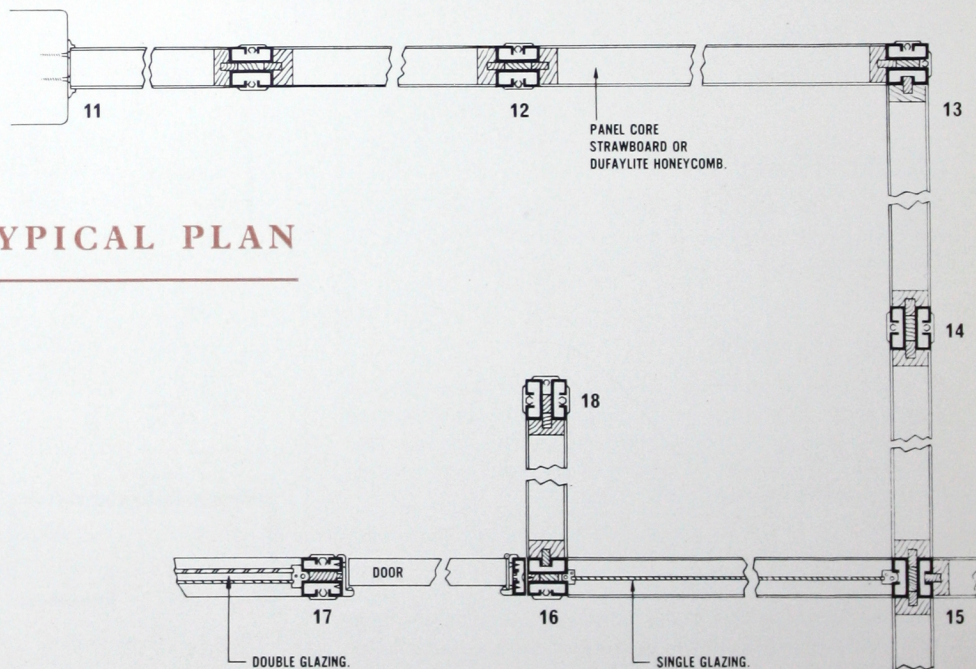 11
12
13
PANEL CORE
STRAWBOARD OR
DUFAYLITE HONEYCOMB.
YPICAL PLAN
14
18
DOOR
17
16
15
DOUBLE GLAZING.
SINGLE GLAZING.